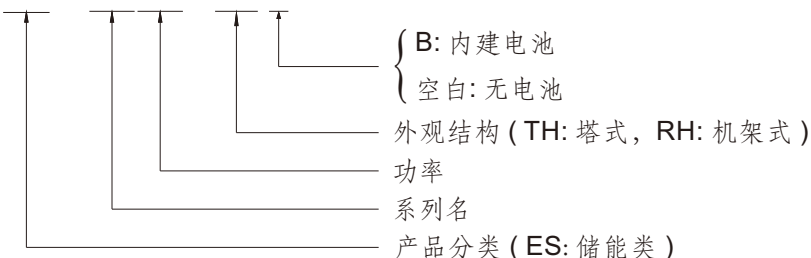 B: 内建电池
空白: 无电池
外观结构 ( TH: 塔式，RH: 机架式 )
功率
系列名
产品分类 ( ES: 储能类 )